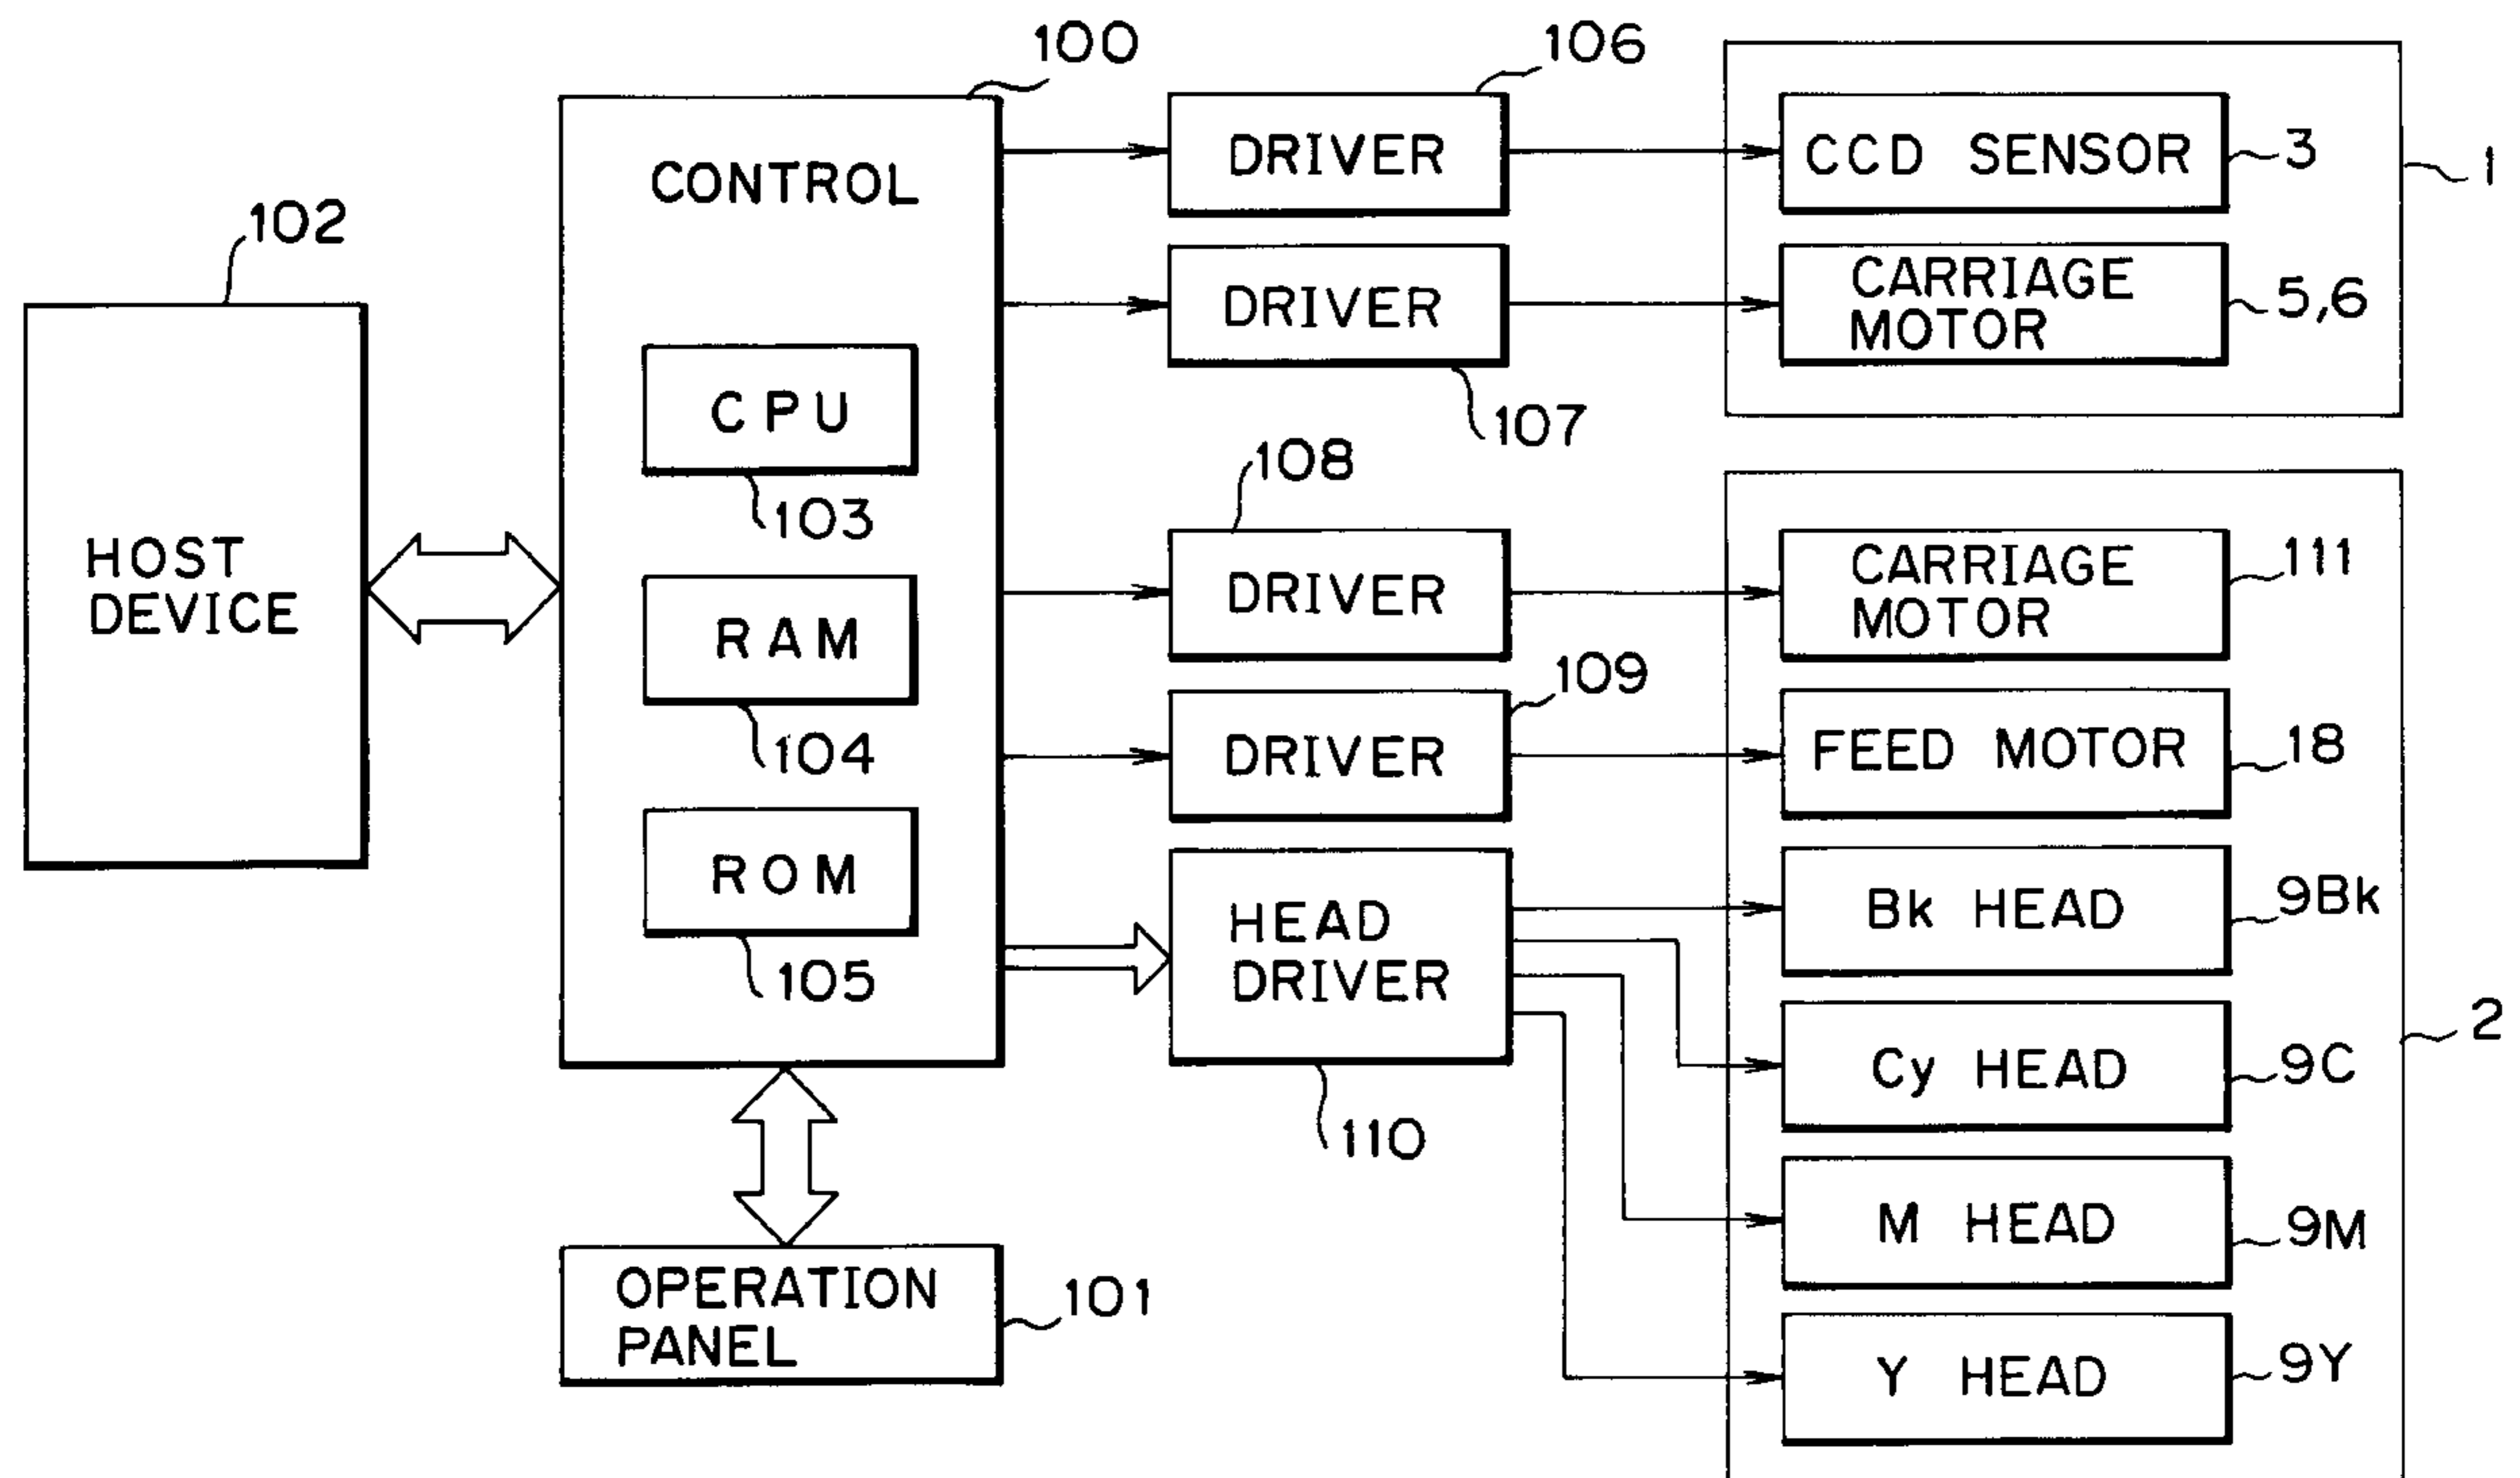 100
CONTROL
CPU
103
RAM
104
ROM
105
102
HOST
DEVICE
OPERATION
PANEL
101
106
DRIVER
DRIVER
107
108
DRIVER
109
DRIVER
HEAD
DRIVER
110
CCD SENSOR
3
1
CARRIAGE
MOTOR
5,6
CARRIAGE
MOTOR
111
FEED MOTOR
18
Bk HEAD
9Bk
Cy HEAD
9C
2
M HEAD
9M
Y HEAD
9Y